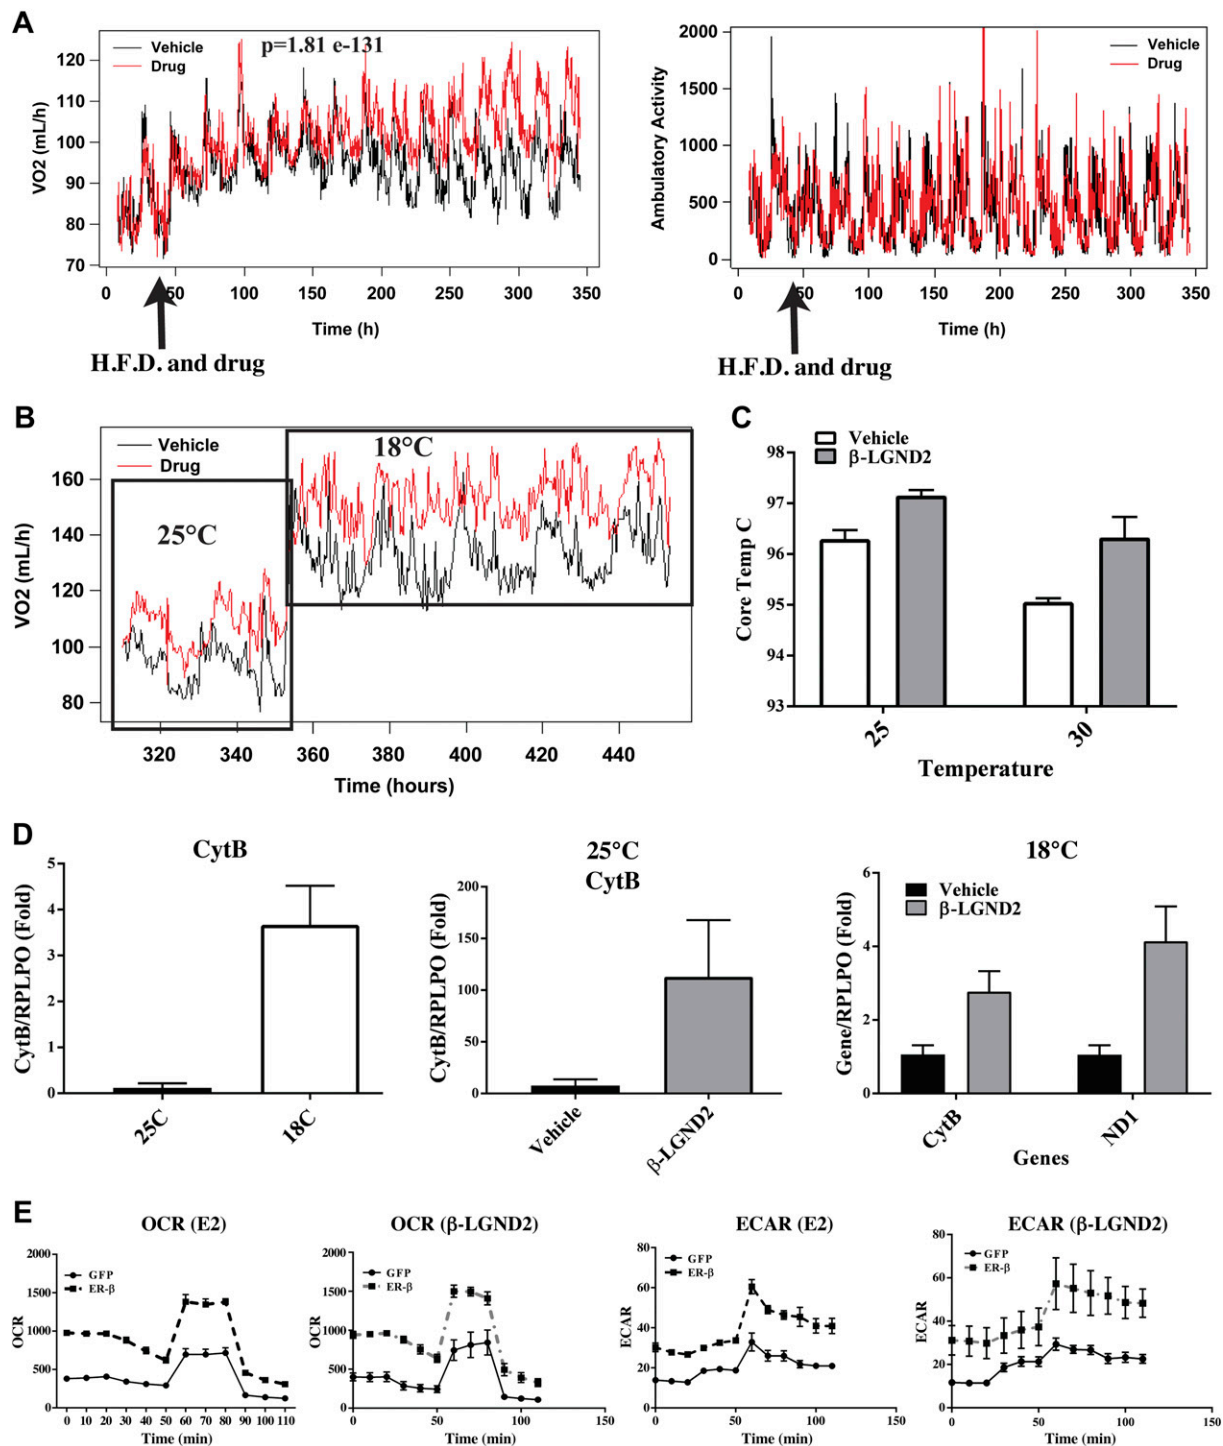 A
Vehicle
Drug
p=1.81 e-131
VO2 (mL/h)
120
110
100
90
80
70
0
50
100
150
200
250
300
350
Time (h)
H.F.D. and drug
Vehicle
Drug
Ambulatory Activity
2000
1500
1000
500
0
0
50
100
150
200
250
300
350
Time (h)
H.F.D. and drug
B
Vehicle
Drug
25°C
18°C
VO2 (mL/h)
160
140
120
100
80
320
340
360
380
400
420
440
Time (hours)
C
Vehicle
β-LGND2
Core Temp C
98
97
96
95
94
93
25
30
Temperature
D
CytB
CytB/RPLPO (Fold)
5
4
3
2
1
0
25C
18C
25°C
CytB
CytB/RPLPO (Fold)
200
150
100
50
0
Vehicle
β-LGND2
18°C
Vehicle
β-LGND2
Gene/RPLPO (Fold)
6
4
2
0
CytB
ND1
Genes
E
OCR (E2)
GFP
ER-β
OCR
2000
1500
1000
500
0
0 10 20 30 40 50 60 70 80 90 100 110
Time (min)
OCR (β-LGND2)
GFP
ER-β
OCR
2000
1500
1000
500
0
0 50 100 150
Time (min)
ECAR (E2)
GFP
ER-β
ECAR
80
60
40
20
0
0 50 100 150
Time (min)
ECAR (β-LGND2)
GFP
ER-β
ECAR
80
60
40
20
0
0 50 100 150
Time (min)